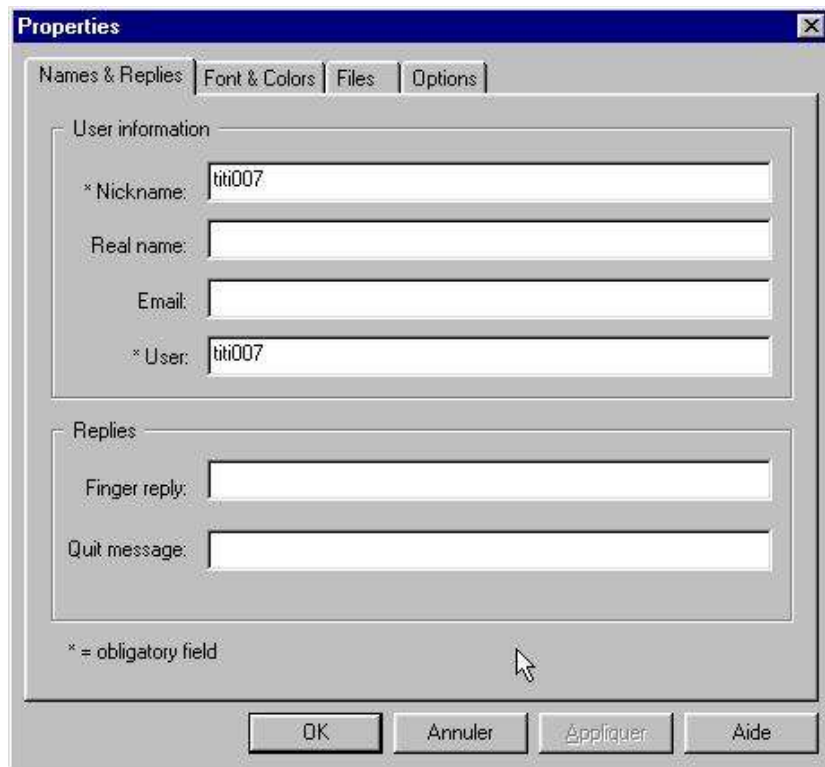 Properties
Names & Replies Font & Colors Files Options
User information
* Nickname: titi007
Real name:
Email:
* User: titi007
Replies
Finger reply:
Quit message:
* = obligatory field
OK Annuler Appliquer Aide